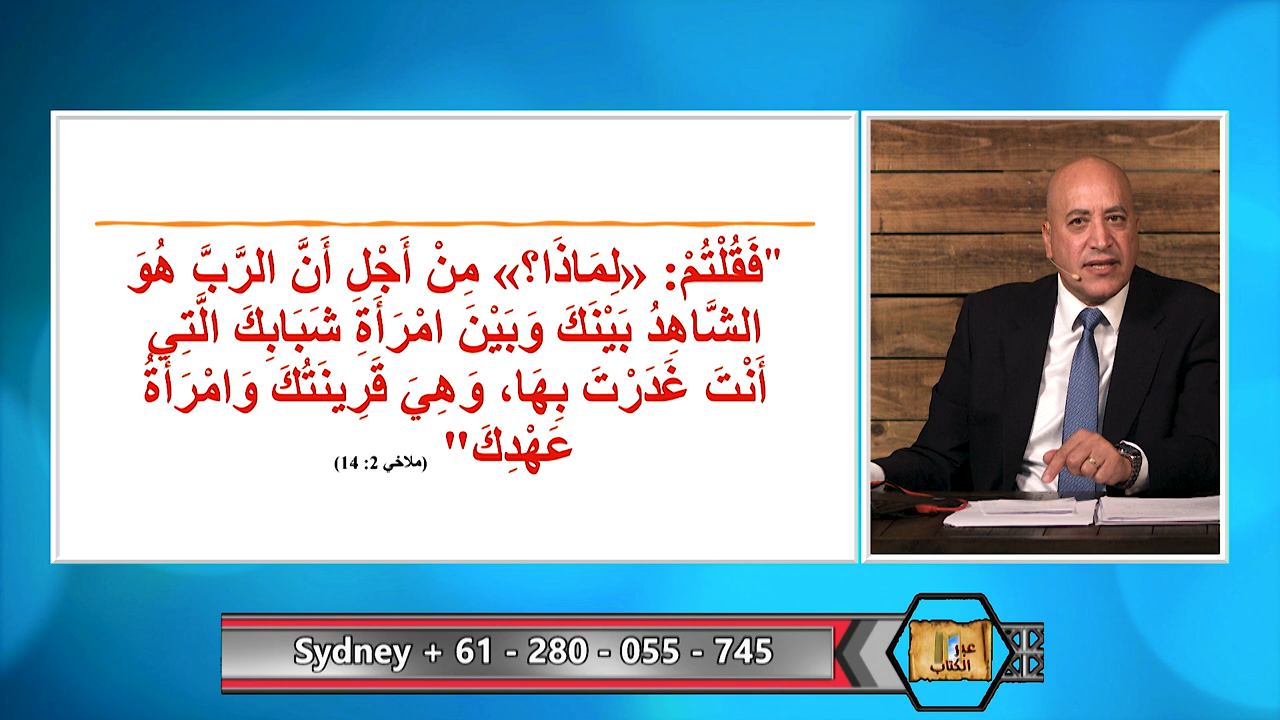 "فَقُلْتُمْ: «لِمَاذَا؟» مِنْ أَجْلِ أَنَّ الرَّبَّ هُوَ
الشَّاهِدُ بَيْنَكَ وَبَيْنَ امْرَأَةِ شَبَابِكَ الَّتِي
أَنْتَ غَدَرْتَ بِهَا، وَهِيَ قَرِينَتُكَ وَامْرَأَةُ
عَهْدِكَ" (ملاخي 2: 14)
Sydney + 61 - 280 - 055 - 745
عبر
الكتاب